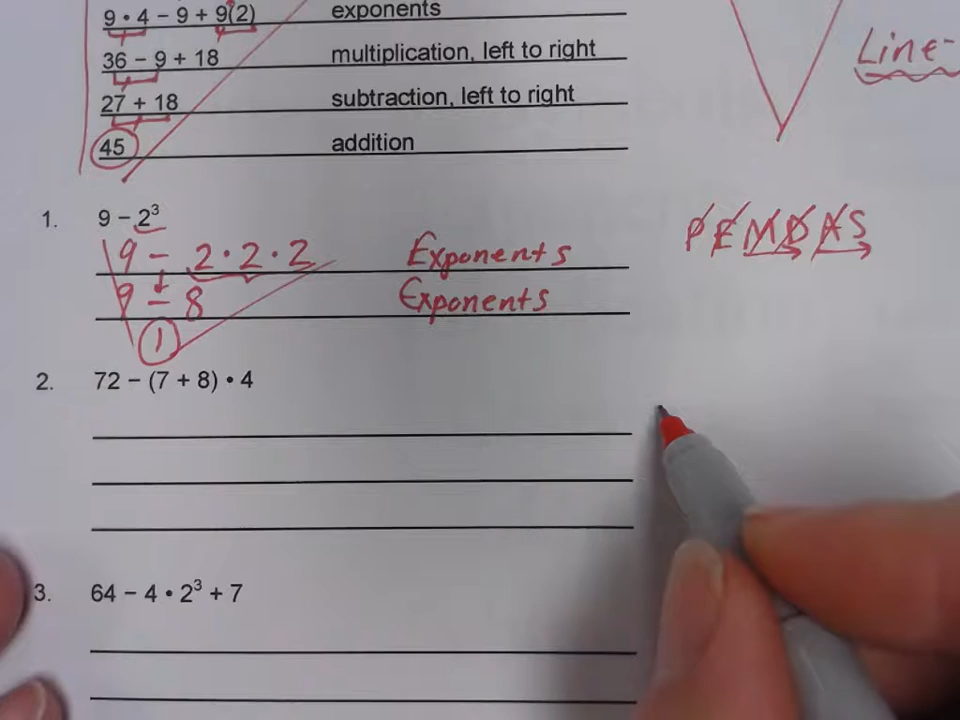 9 • 4 − 9 + 9(2) exponents
36 − 9 + 18 multiplication, left to right
27 + 18 subtraction, left to right
45 addition
Line-
1. 9 − 2³
PEMDAS
9 − 2 · 2 · 2 Exponents
9 − 8 Exponents
1
2. 72 − (7 + 8) • 4
3. 64 − 4 • 2³ + 7